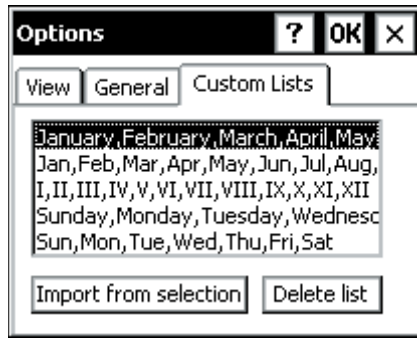 Options ? OK ×
View General Custom Lists
January,February,March,April,May
Jan,Feb,Mar,Apr,May,Jun,Jul,Aug,
I,II,III,IV,V,VI,VII,VIII,IX,X,XI,XII
Sunday,Monday,Tuesday,Wednesc
Sun,Mon,Tue,Wed,Thu,Fri,Sat
Import from selection Delete list